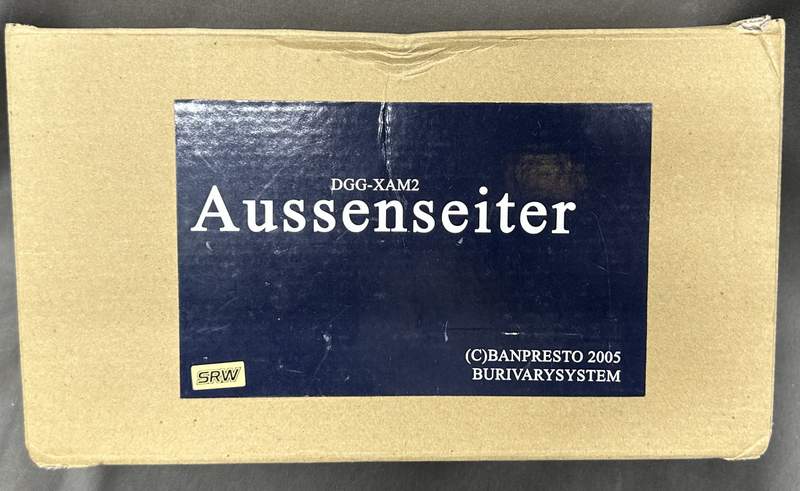 DGG-XAM2
Aussenseiter
(C)BANPRESTO 2005
BURIVARYSYSTEM
SRW